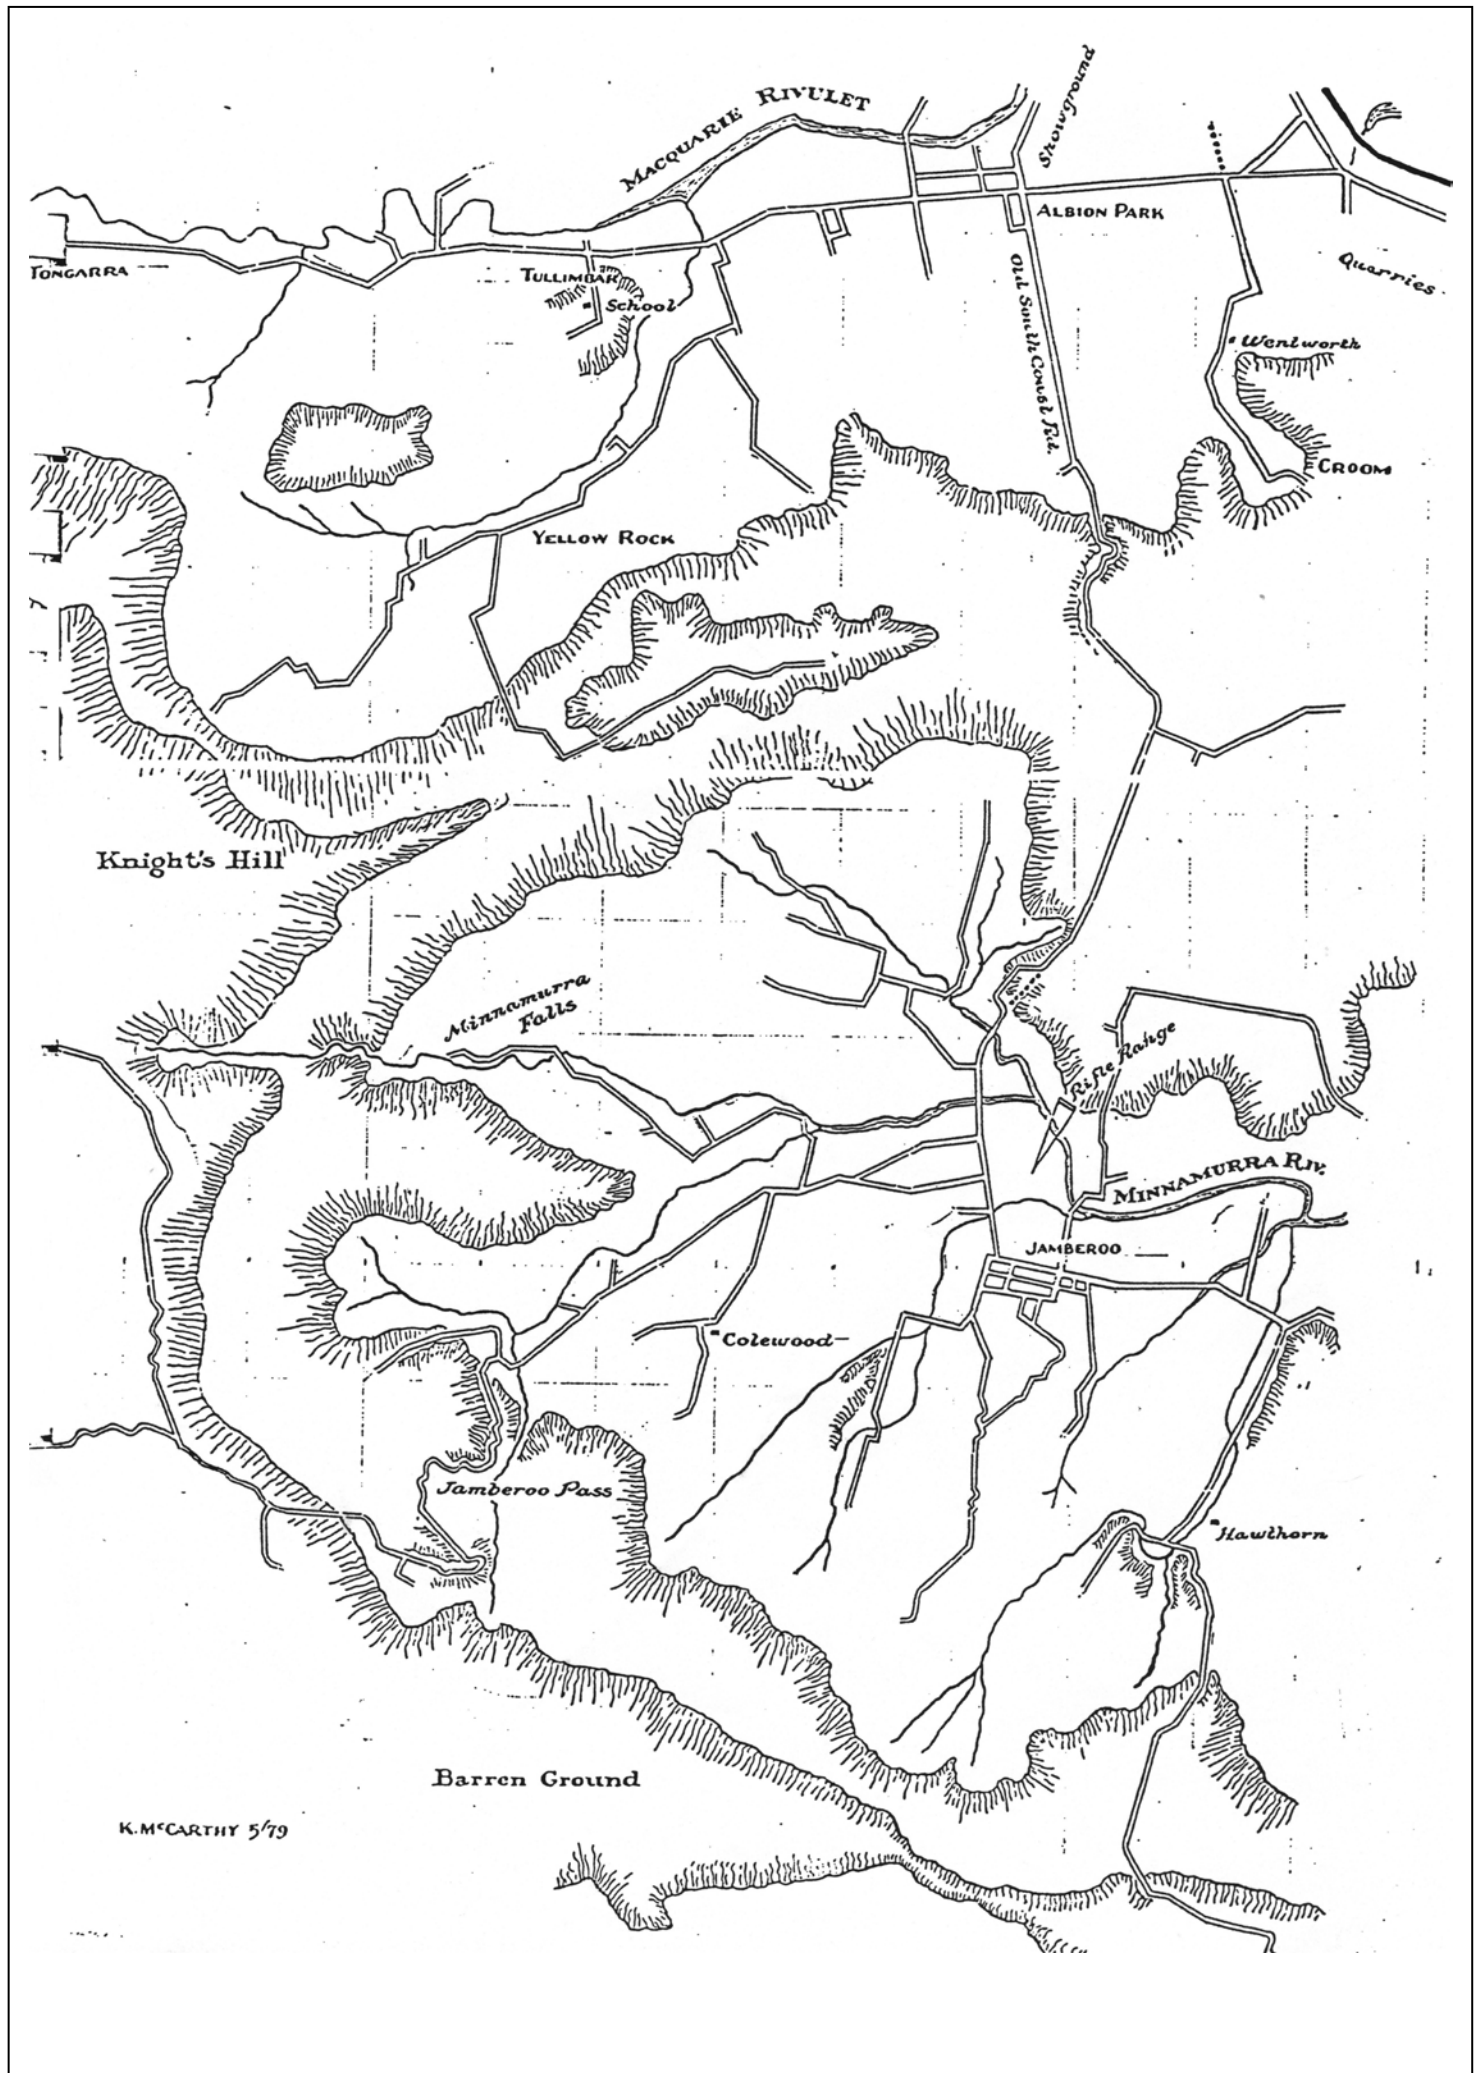 Showground
MACQUARIE RIVULET
ALBION PARK
TONGARRA
TULLIMBAR
School
Old South Coast Rd.
Quarries
Wentworth
CROOM
YELLOW ROCK
Knight's Hill
Minnamurra
Falls
Rifle Range
MINNAMURRA RIV.
JAMBEROO
Colewood
Jamberoo Pass
Hawthorn
Barren Ground
K. McCARTHY 5/79